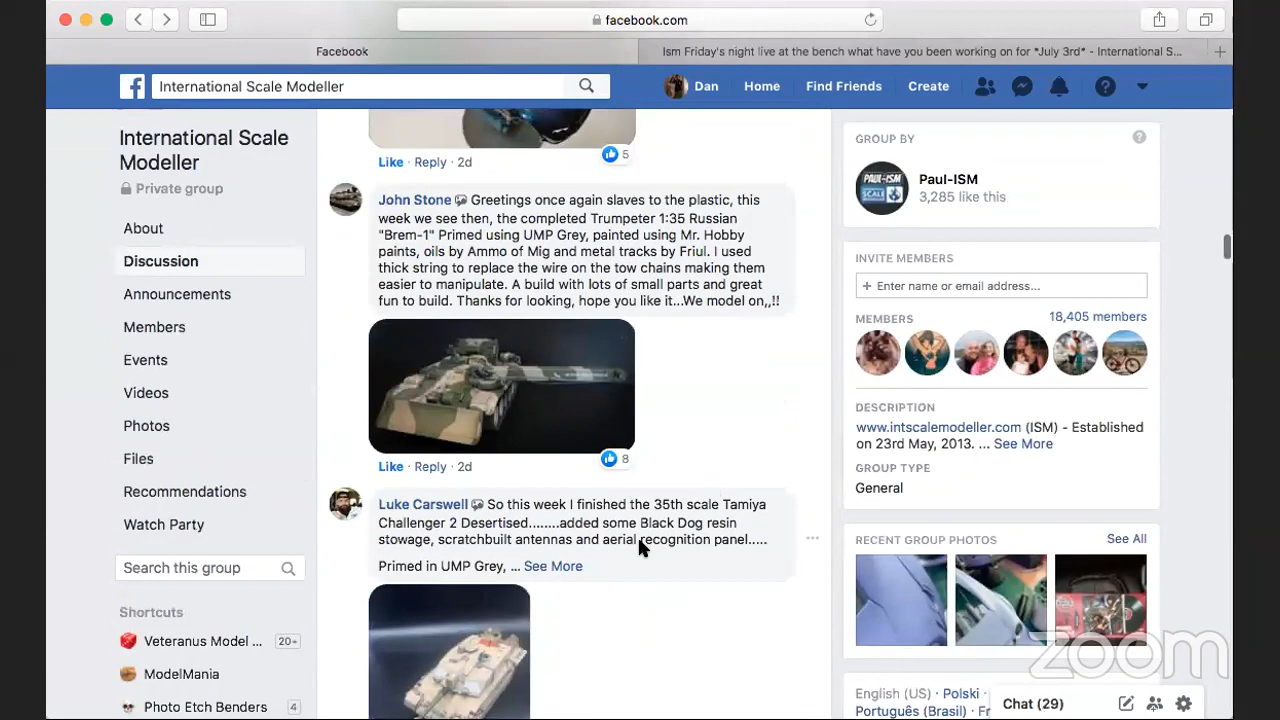 facebook.com
Facebook
Ism Friday's night live at the bench what have you been working on for *July 3rd* - International S...
International Scale Modeller
Dan
Home
Find Friends
Create
International Scale
Modeller
Private group
About
Discussion
Announcements
Members
Events
Videos
Photos
Files
Recommendations
Watch Party
Search this group
Shortcuts
Veteranus Model ...
20+
ModelMania
Photo Etch Benders
4
Like · Reply · 2d
5
John Stone Greetings once again slaves to the plastic, this
week we see then, the completed Trumpeter 1:35 Russian
"Brem-1" Primed using UMP Grey, painted using Mr. Hobby
paints, oils by Ammo of Mig and metal tracks by Friul. I used
thick string to replace the wire on the tow chains making them
easier to manipulate. A build with lots of small parts and great
fun to build. Thanks for looking, hope you like it...We model on,,!!
Like · Reply · 2d
8
Luke Carswell So this week I finished the 35th scale Tamiya
Challenger 2 Desertised........added some Black Dog resin
stowage, scratchbuilt antennas and aerial recognition panel.....
Primed in UMP Grey, ... See More
GROUP BY
Paul-ISM
3,285 like this
INVITE MEMBERS
+ Enter name or email address...
MEMBERS
18,405 members
DESCRIPTION
www.intscalemodeller.com (ISM) - Established
on 23rd May, 2013. ... See More
GROUP TYPE
General
RECENT GROUP PHOTOS
See All
English (US) · Polski
Português (Brasil) · Fr
Chat (29)
zoom